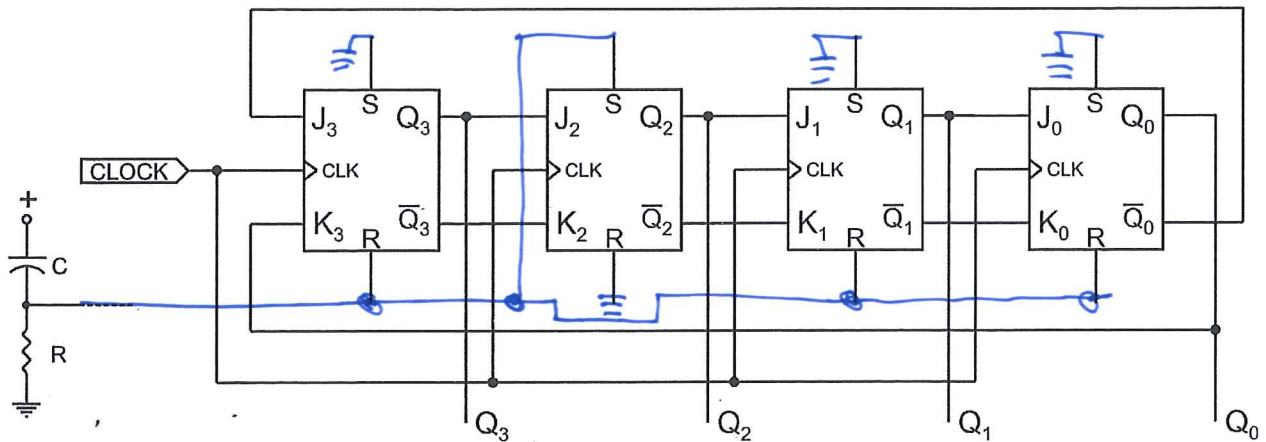 S S S S
J₃ Q₃ J₂ Q₂ J₁ Q₁ J₀ Q₀
CLOCK CLK CLK CLK CLK
+
K₃ Q̅₃ K₂ Q̅₂ K₁ Q̅₁ K₀ Q̅₀
R R R R
C
R
Q₃ Q₂ Q₁ Q₀